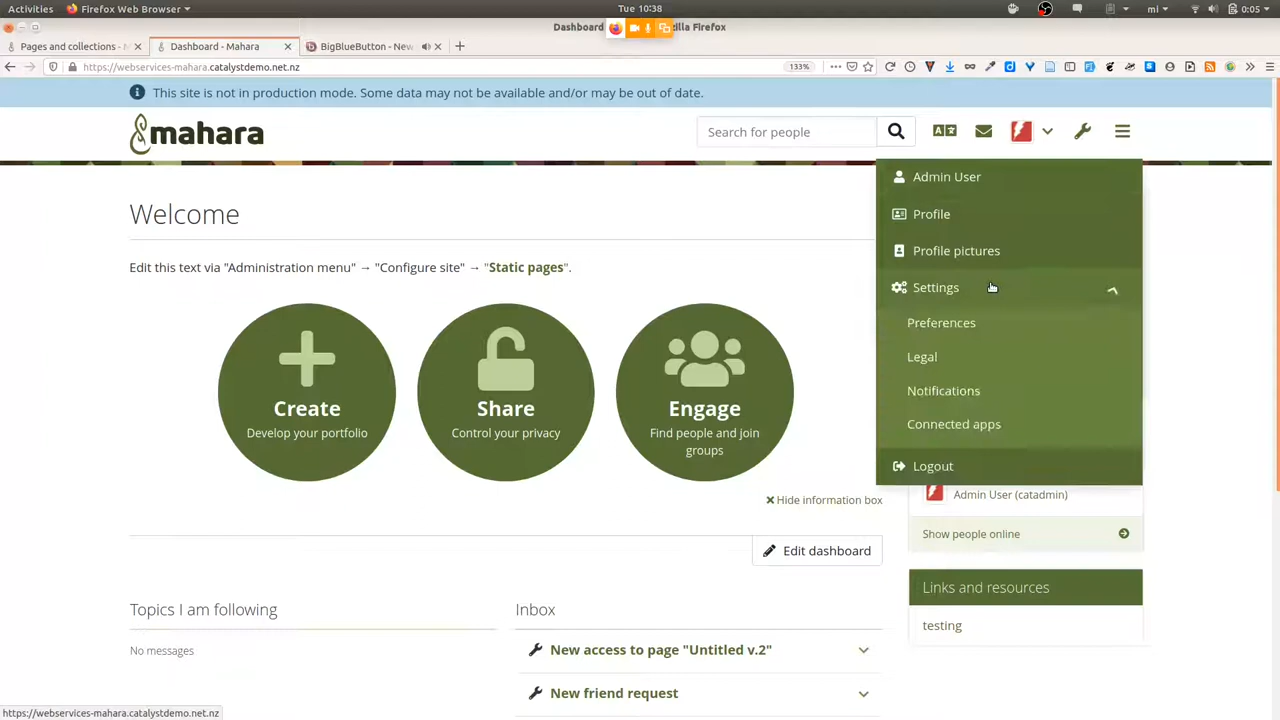 Activities
Firefox Web Browser
Tue 10:38
mi
0:05
Dashboard
zilla Firefox
Pages and collections -
Dashboard - Mahara
BigBlueButton - New
https://webservices-mahara.catalystdemo.net.nz
133%
This site is not in production mode. Some data may not be available and/or may be out of date.
mahara
Search for people
Admin User
Profile
Profile pictures
Settings
Preferences
Legal
Notifications
Connected apps
Logout
Welcome
Edit this text via "Administration menu" → "Configure site" → "Static pages".
Create
Develop your portfolio
Share
Control your privacy
Engage
Find people and join
groups
Hide information box
Edit dashboard
Admin User (catadmin)
Show people online
Links and resources
testing
Topics I am following
No messages
Inbox
New access to page "Untitled v.2"
New friend request
https://webservices-mahara.catalystdemo.net.nz